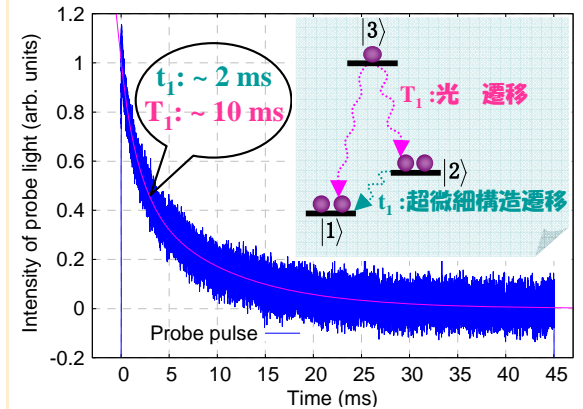 1.2
1
0.8
0.6
0.4
0.2
0
-0.2
Intensity of probe light (arb. units)
t₁: ~ 2 ms
T₁: ~ 10 ms
|3⟩
T₁ :光 遷移
|2⟩
t₁ :超微細構造遷移
|1⟩
Probe pulse
0 5 10 15 20 25 30 35 40 45
Time (ms)